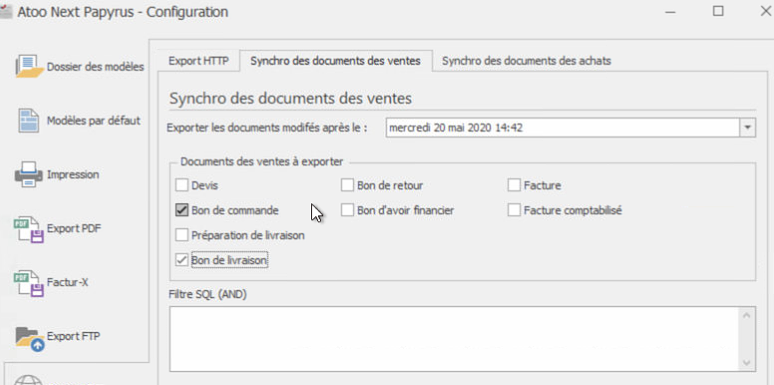 Atoo Next Papyrus - Configuration
Dossier des modèles
Modèles par défaut
Impression
Export PDF
Factur-X
Export FTP
Export HTTP
Synchro des documents des ventes
Synchro des documents des achats
Synchro des documents des ventes
Exporter les documents modifiés après le :
mercredi 20 mai 2020 14:42
Documents des ventes à exporter
Devis
Bon de retour
Facture
Bon de commande
Bon d'avoir financier
Facture comptabilisé
Préparation de livraison
Bon de livraison
Filtre SQL (AND)